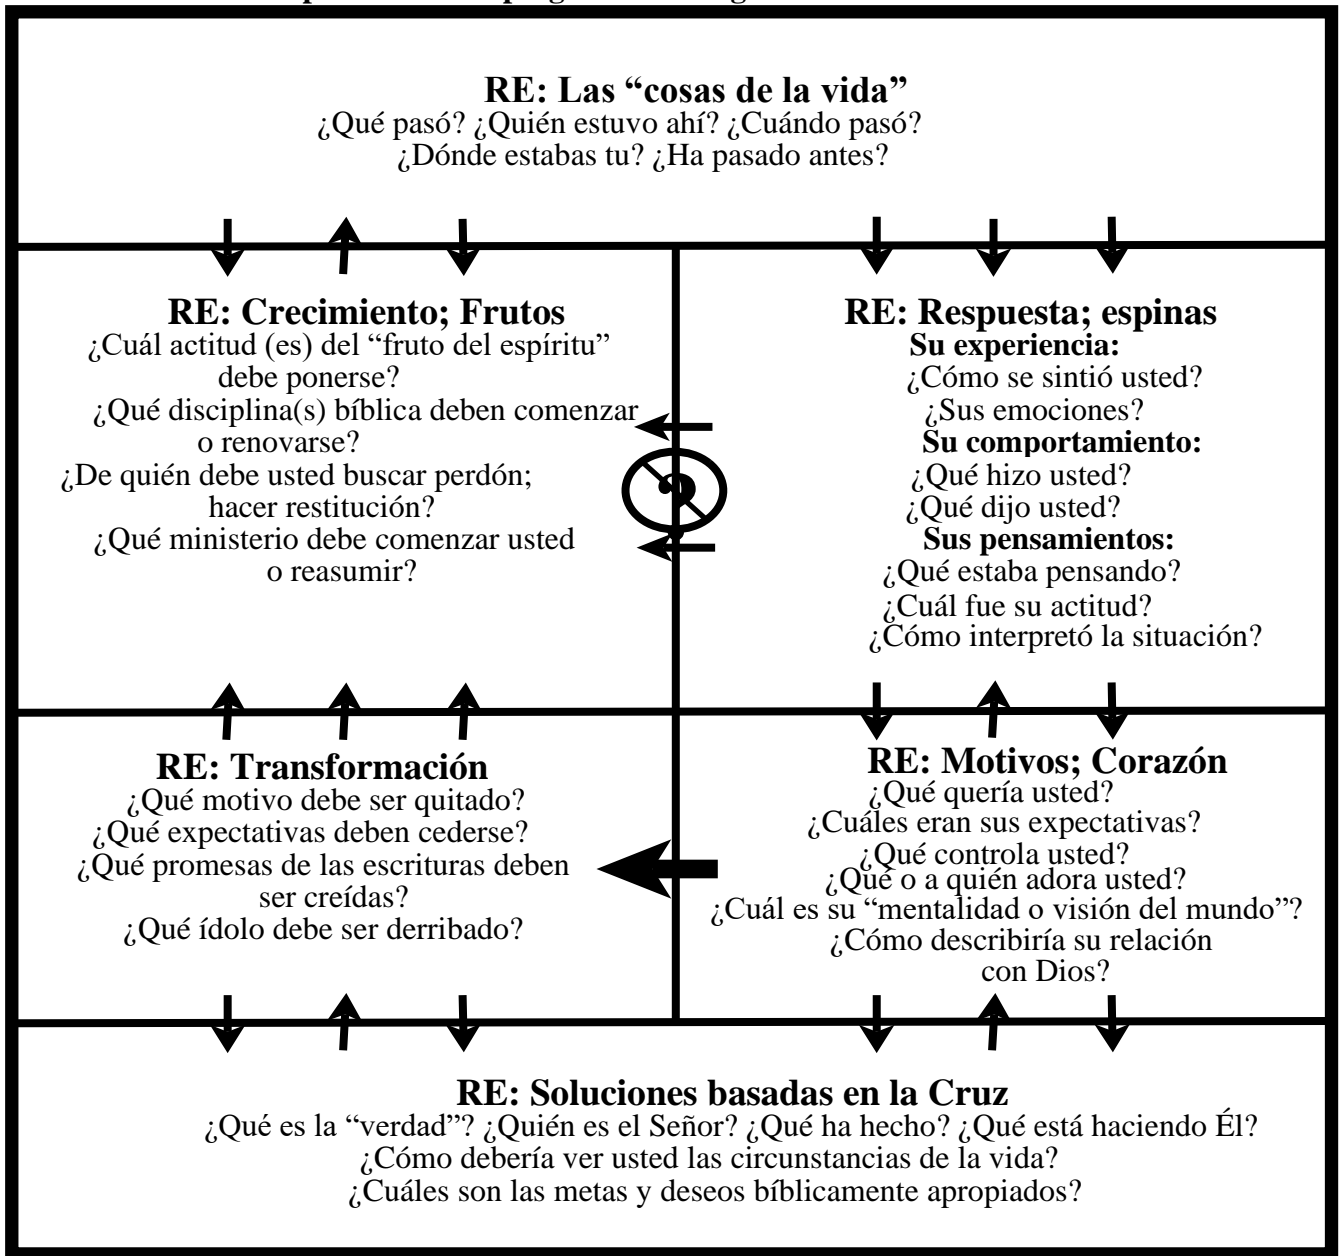 RE: Las “cosas de la vida”
¿Qué pasó? ¿Quién estuvo ahí? ¿Cuándo pasó?
¿Dónde estabas tu? ¿Ha pasado antes?
RE: Crecimiento; Frutos
¿Cuál actitud (es) del “fruto del espíritu”
debe ponerse?
¿Qué disciplina(s) bíblica deben comenzar
o renovarse?
¿De quién debe usted buscar perdón;
hacer restitución?
¿Qué ministerio debe comenzar usted
o reasumir?
RE: Respuesta; espinas
Su experiencia:
¿Cómo se sintió usted?
¿Sus emociones?
Su comportamiento:
¿Qué hizo usted?
¿Qué dijo usted?
Sus pensamientos:
¿Qué estaba pensando?
¿Cuál fue su actitud?
¿Cómo interpretó la situación?
RE: Transformación
¿Qué motivo debe ser quitado?
¿Qué expectativas deben cederse?
¿Qué promesas de las escrituras deben
ser creídas?
¿Qué ídolo debe ser derribado?
RE: Motivos; Corazón
¿Qué quería usted?
¿Cuáles eran sus expectativas?
¿Qué controla usted?
¿Qué o a quién adora usted?
¿Cuál es su “mentalidad o visión del mundo”?
¿Cómo describiría su relación
con Dios?
RE: Soluciones basadas en la Cruz
¿Qué es la “verdad”? ¿Quién es el Señor? ¿Qué ha hecho? ¿Qué está haciendo Él?
¿Cómo debería ver usted las circunstancias de la vida?
¿Cuáles son las metas y deseos bíblicamente apropiados?